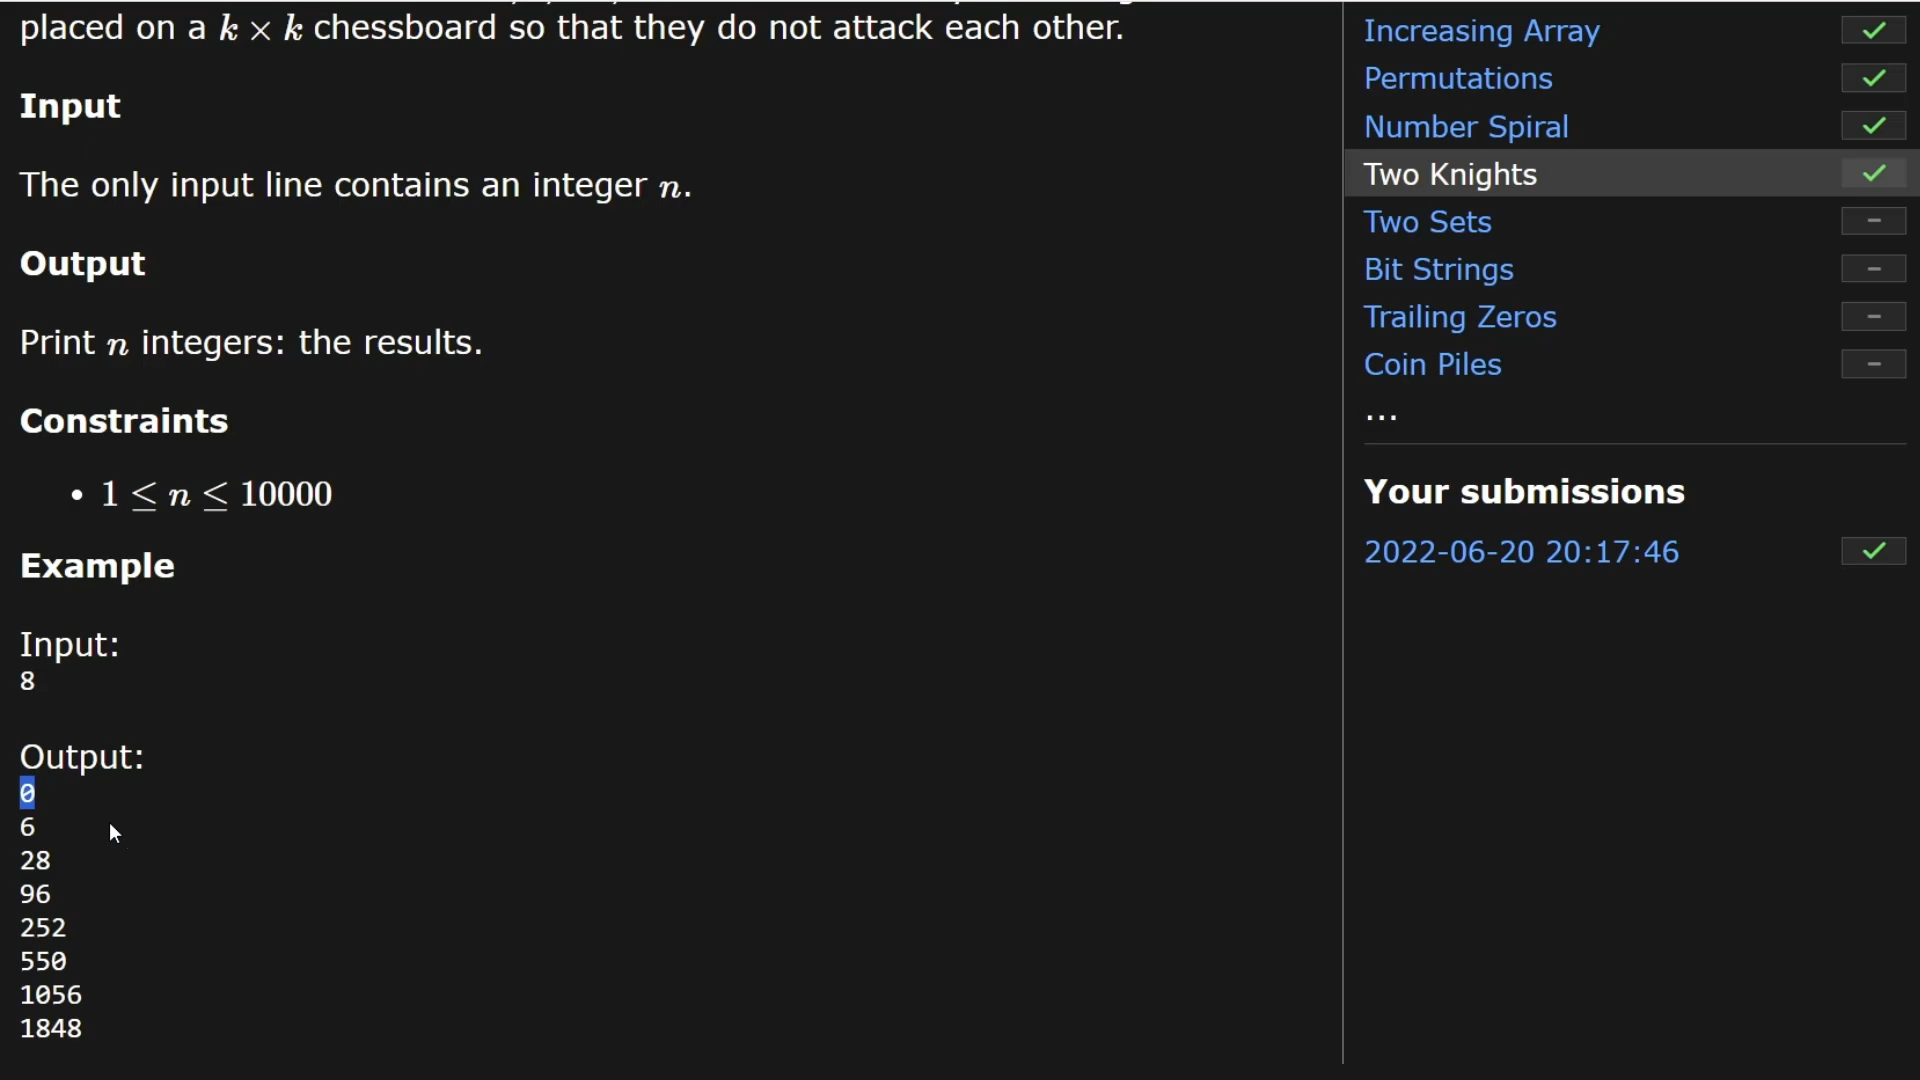 placed on a k × k chessboard so that they do not attack each other.
Input
The only input line contains an integer n.
Output
Print n integers: the results.
Constraints
• 1 ≤ n ≤ 10000
Example
Input:
8
Output:
0
6
28
96
252
550
1056
1848
Increasing Array
Permutations
Number Spiral
Two Knights
Two Sets
–
Bit Strings
–
Trailing Zeros
–
Coin Piles
–
...
Your submissions
2022-06-20 20:17:46